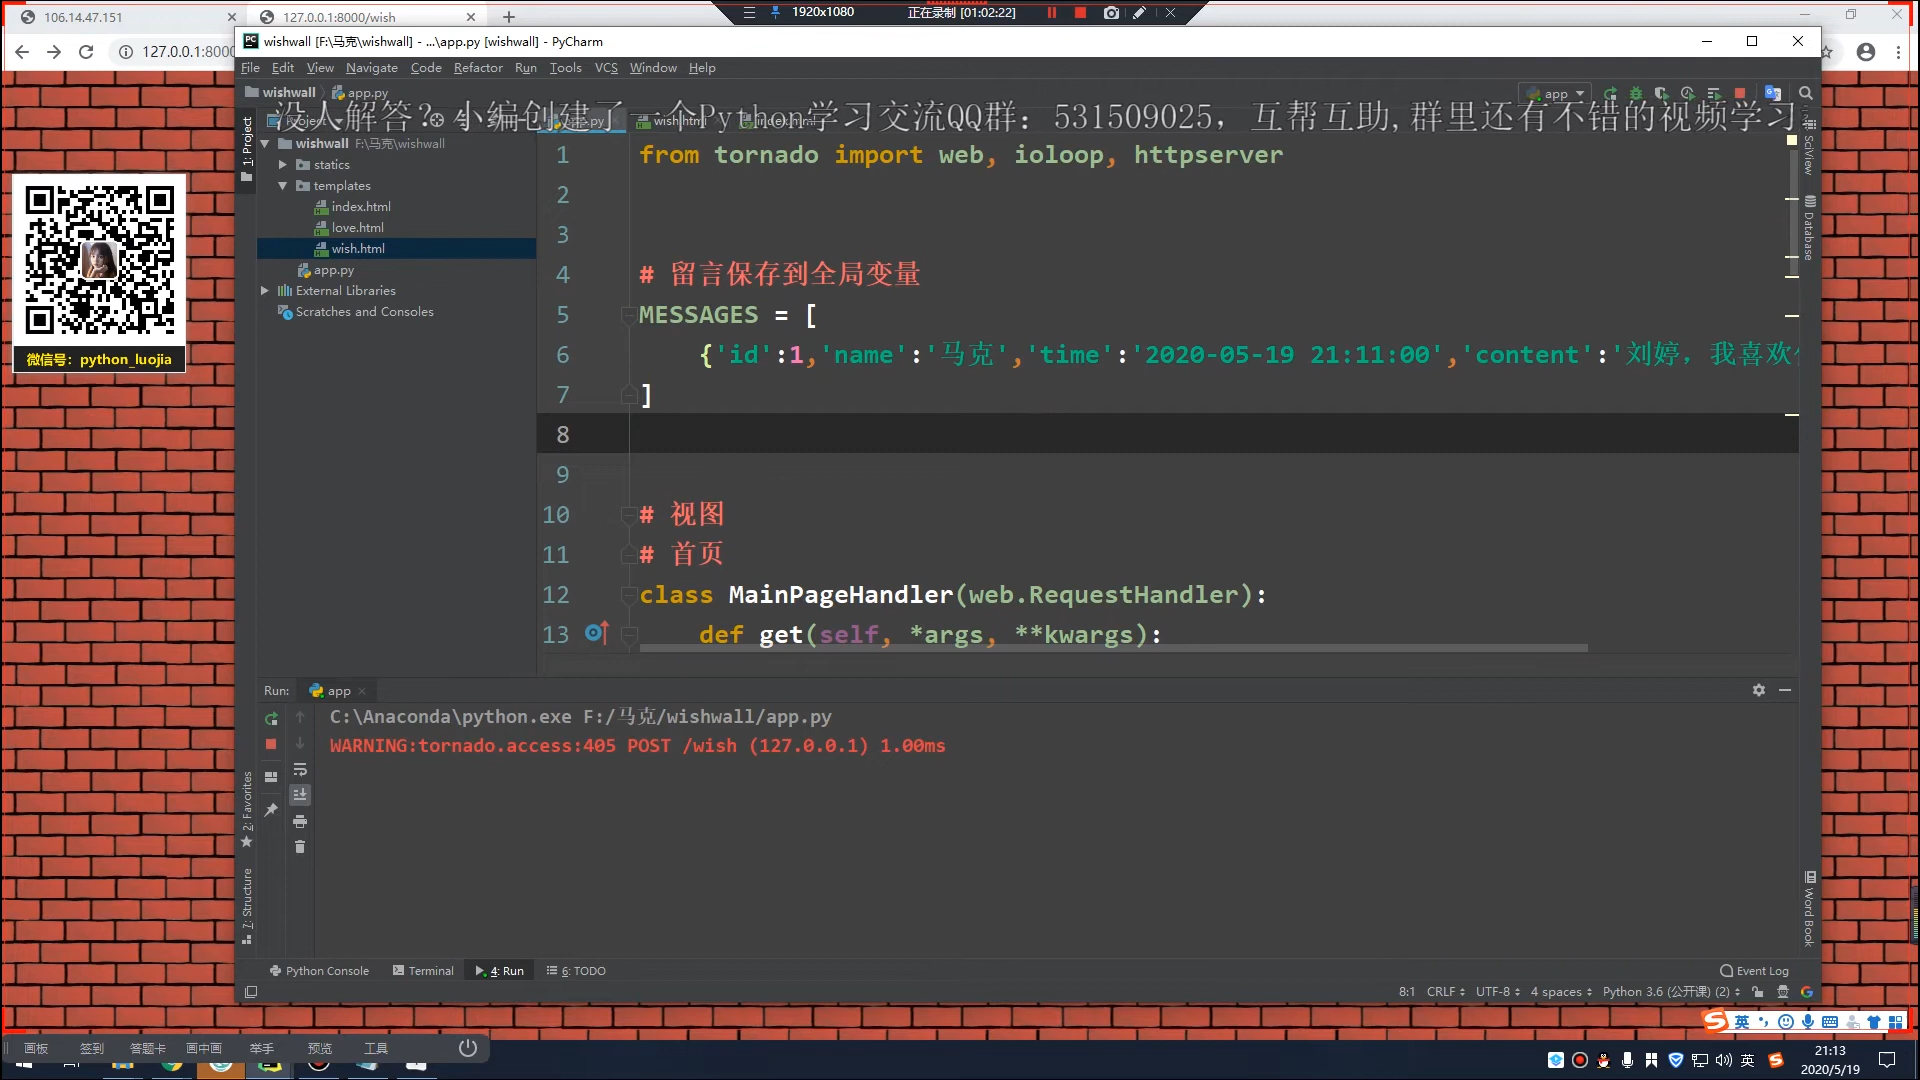 106.14.47.151
127.0.0.1:8000/wish
1920x1080
正在录制 [01:02:22]
127.0.0.1:8000
wishwall [F:\马克\wishwall] - ...\app.py [wishwall] - PyCharm
File Edit View Navigate Code Refactor Run Tools VCS Window Help
wishwall app.py
app
没人解答？小编创建了一个Python学习交流QQ群：531509025，互帮互助,群里还有不错的视频学习
1: Project
wishwall F:\马克\wishwall
statics
templates
index.html
love.html
wish.html
app.py
External Libraries
Scratches and Consoles
微信号：python_luojia
1 from tornado import web, ioloop, httpserver
2
3
4 # 留言保存到全局变量
5 MESSAGES = [
6 {'id':1,'name':'马克','time':'2020-05-19 21:11:00','content':'刘婷，我喜欢
7 ]
8
9
10 # 视图
11 # 首页
12 class MainPageHandler(web.RequestHandler):
13 def get(self, *args, **kwargs):
SciView
Database
Word Book
Run: app
C:\Anaconda\python.exe F:/马克/wishwall/app.py
WARNING:tornado.access:405 POST /wish (127.0.0.1) 1.00ms
2: Favorites
7: Structure
Python Console Terminal 4: Run 6: TODO Event Log
8:1 CRLF UTF-8 4 spaces Python 3.6 (公开课) (2)
英
画板 签到 答题卡 画中画 举手 预览 工具
英
21:13
2020/5/19